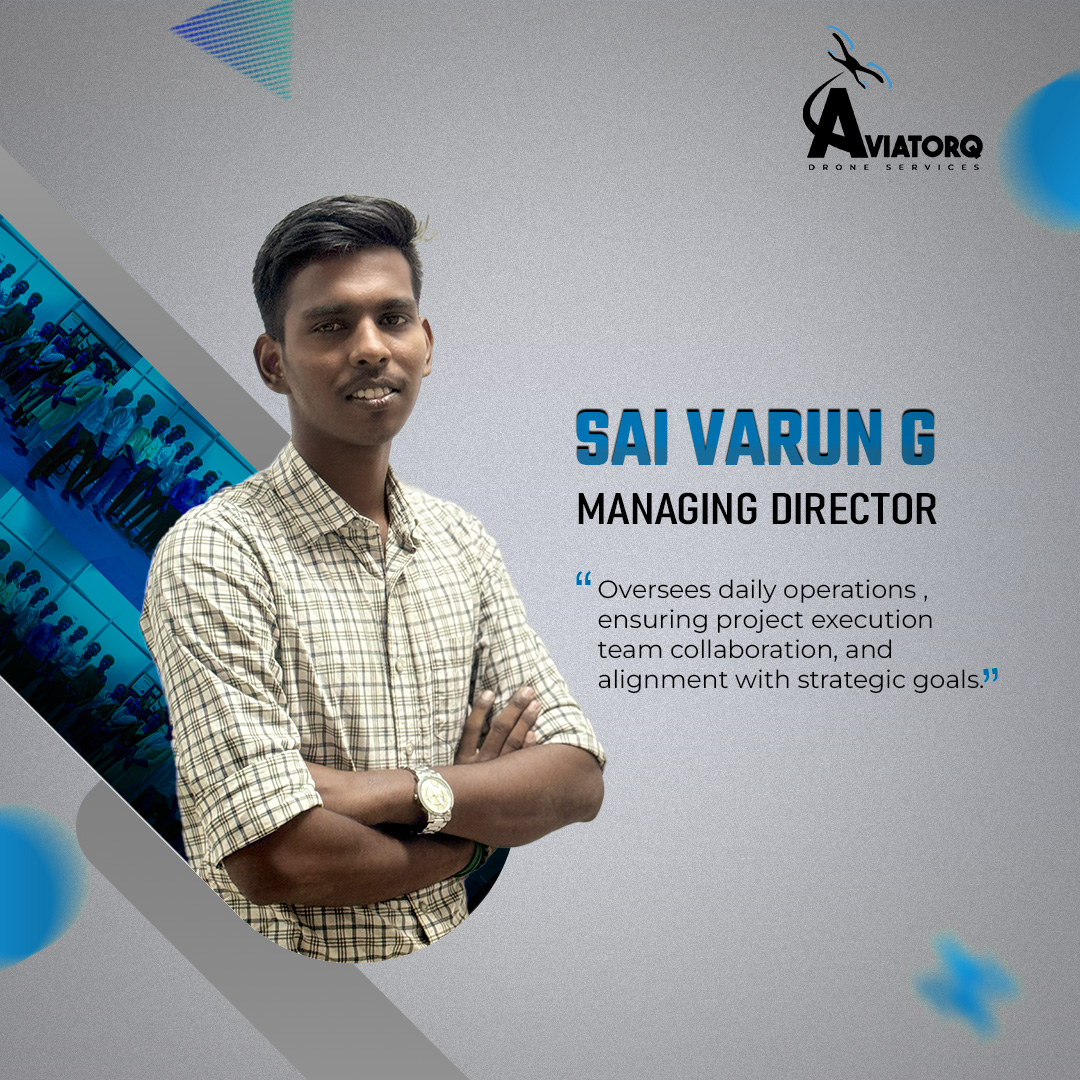 AVIATORQ
DRONE SERVICES
SAI VARUN G
MANAGING DIRECTOR
“ Oversees daily operations ,
ensuring project execution
team collaboration, and
alignment with strategic goals.”